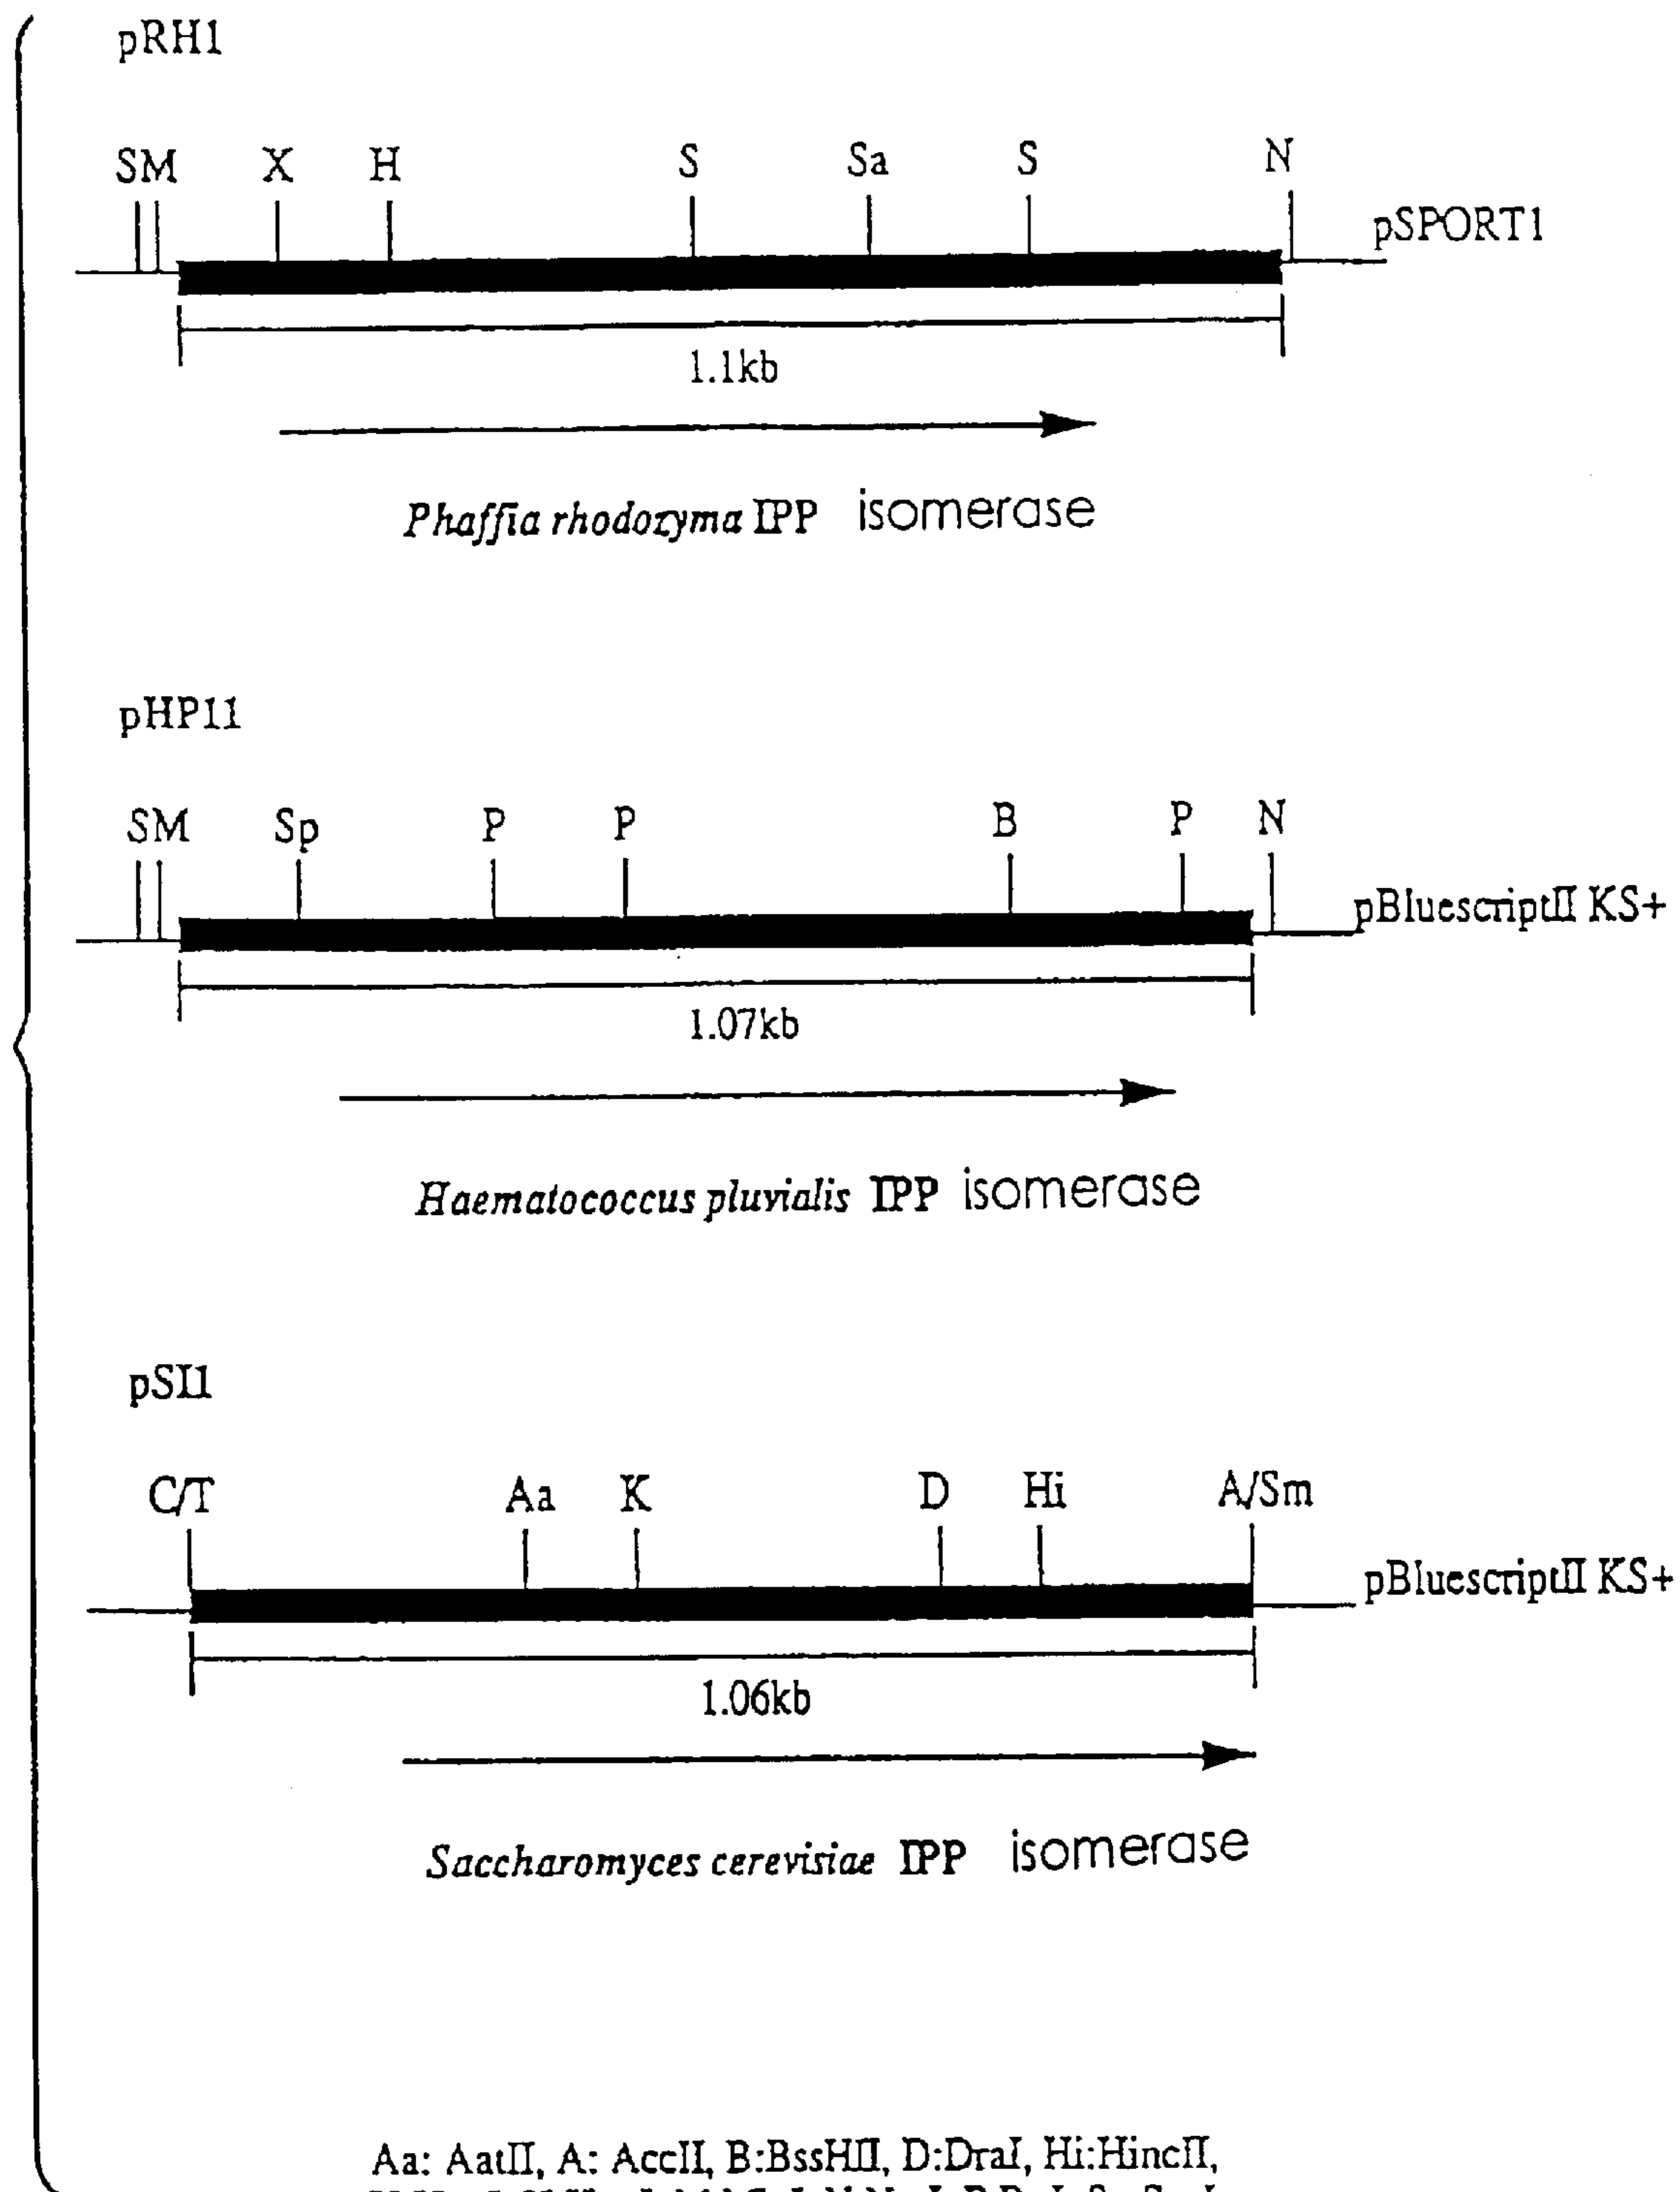 pRH1
SM X H S Sa S N
pSPORT1
1.1kb
Phaffia rhodozyma IPP isomerase
pHP11
SM Sp P P B P N
pBluescriptII KS+
1.07kb
Haematococcus pluvialis IPP isomerase
pSI1
C/T Aa K D Hi A/Sm
pBluescriptII KS+
1.06kb
Saccharomyces cerevisiae IPP isomerase
Aa: AatII, A: AccII, B:BssHII, D:DraI, Hi:HincII,